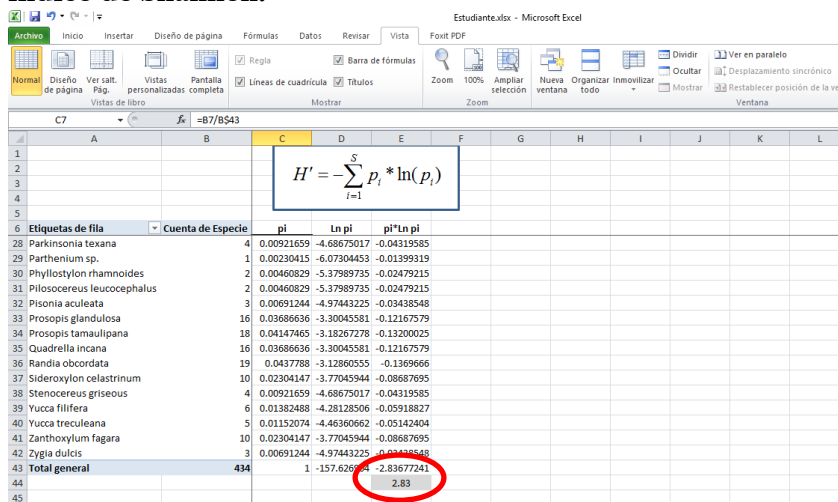 Estudiante.xlsx - Microsoft Excel
Archivo Inicio Insertar Diseño de página Fórmulas Datos Revisar Vista Foxit PDF
Normal Diseño de página Ver salt. Pág. Vistas personalizadas Pantalla completa
Vistas de libro
Regla Barra de fórmulas
Líneas de cuadrícula Títulos
Mostrar
Zoom 100% Ampliar selección
Zoom
Nueva ventana Organizar todo Inmovilizar
Dividir Ver en paralelo
Ocultar Desplazamiento sincrónico
Mostrar Restablecer posición de la ve
Ventana
C7 fx =B7/B$43
A B C D E F G H I J K L
1
2
3
4
5
H' = -∑ p_i * ln(p_i)
S
i=1
6 Etiquetas de fila Cuenta de Especie pi Ln pi pi*Ln pi
28 Parkinsonia texana 4 0.00921659 -4.68675017 -0.04319585
29 Parthenium sp. 1 0.00230415 -6.07304453 -0.01399319
30 Phyllostylon rhamnoides 2 0.00460829 -5.37989735 -0.02479215
31 Pilosocereus leucocephalus 2 0.00460829 -5.37989735 -0.02479215
32 Pisonia aculeata 3 0.00691244 -4.97443225 -0.03438548
33 Prosopis glandulosa 16 0.03686636 -3.30045581 -0.12167579
34 Prosopis tamaulipana 18 0.04147465 -3.18267278 -0.13200025
35 Quadrella incana 16 0.03686636 -3.30045581 -0.12167579
36 Randia obcordata 19 0.0437788 -3.12860555 -0.1369666
37 Sideroxylon celastrinum 10 0.02304147 -3.77045944 -0.08687695
38 Stenocereus griseous 4 0.00921659 -4.68675017 -0.04319585
39 Yucca filifera 6 0.01382488 -4.28128506 -0.05918827
40 Yucca treculeana 5 0.01152074 -4.46360662 -0.05142404
41 Zanthoxylum fagara 10 0.02304147 -3.77045944 -0.08687695
42 Zygia dulcis 3 0.00691244 -4.97443225 -0.03438548
43 Total general 434 1 -2.83677241
44 2.83
45